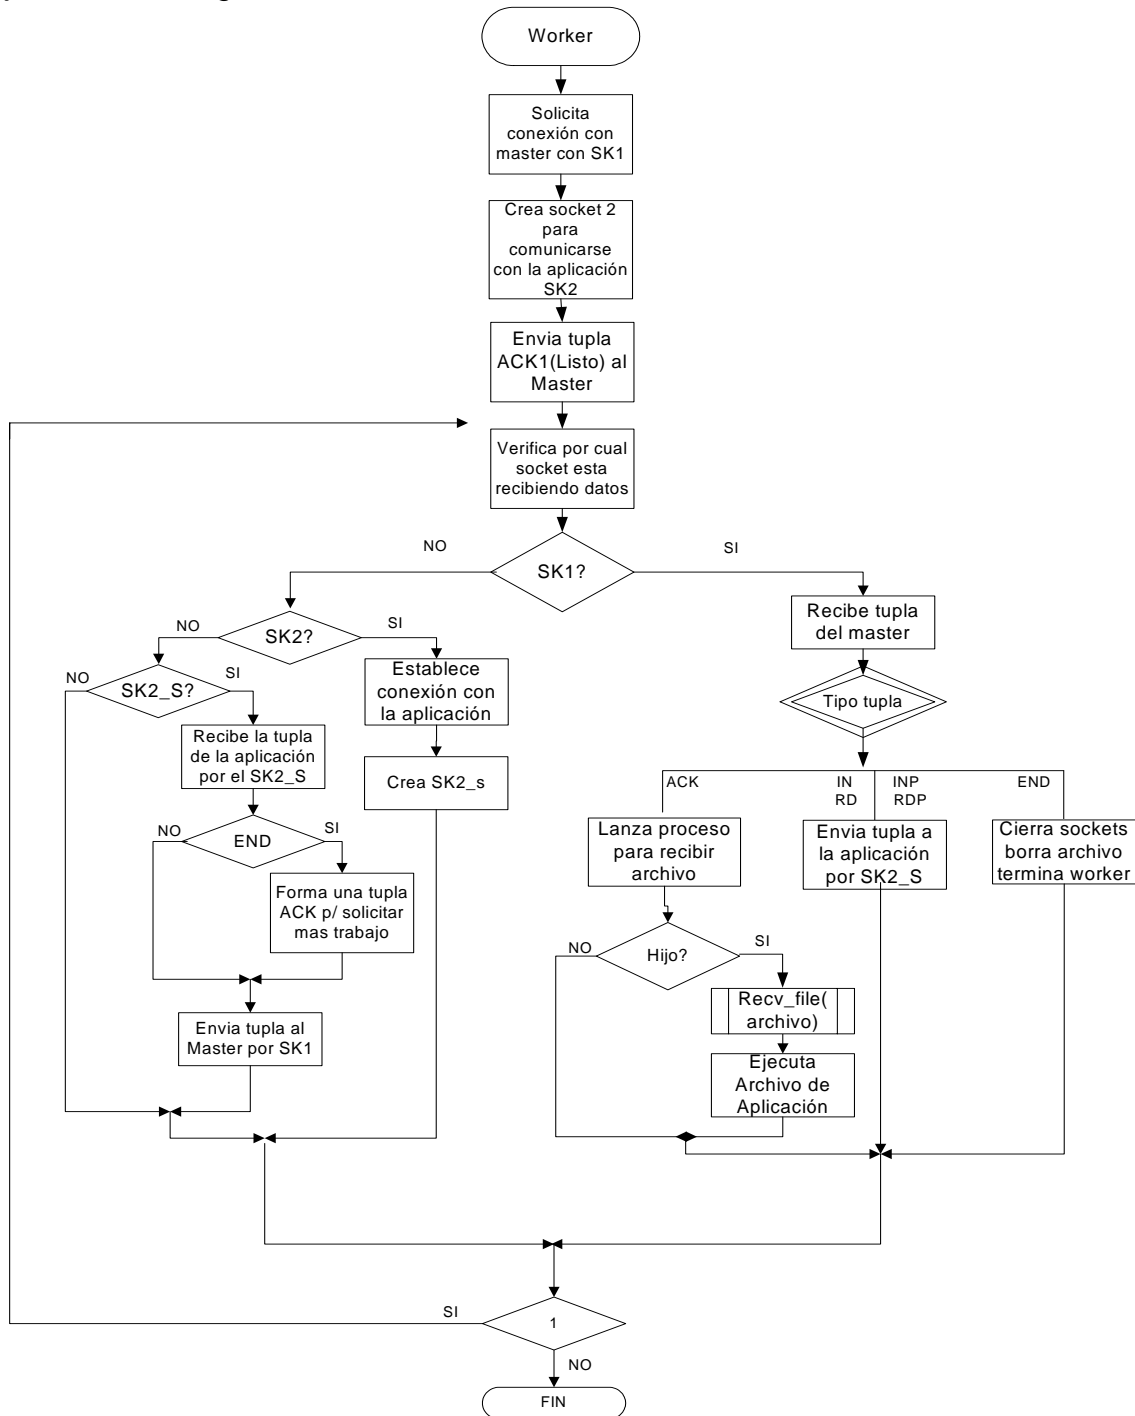 Worker
Solicita
conexión con
master con SK1
Crea socket 2
para
comunicarse
con la aplicación
SK2
Envia tupla
ACK1(Listo) al
Master
Verifica por cual
socket esta
recibiendo datos
NO
SK1?
SI
NO
SK2?
SI
Recibe tupla
del master
NO
SK2_S?
SI
Establece
conexión con
la aplicación
Tipo tupla
Recibe la tupla
de la aplicación
por el SK2_S
Crea SK2_s
ACK
IN
RD
INP
RDP
END
NO
END
SI
Lanza proceso
para recibir
archivo
Envia tupla a
la aplicación
por SK2_S
Cierra sockets
borra archivo
termina worker
Forma una tupla
ACK p/ solicitar
mas trabajo
NO
Hijo?
SI
Recv_file(
archivo)
Envia tupla al
Master por SK1
Ejecuta
Archivo de
Aplicación
SI
1
NO
FIN